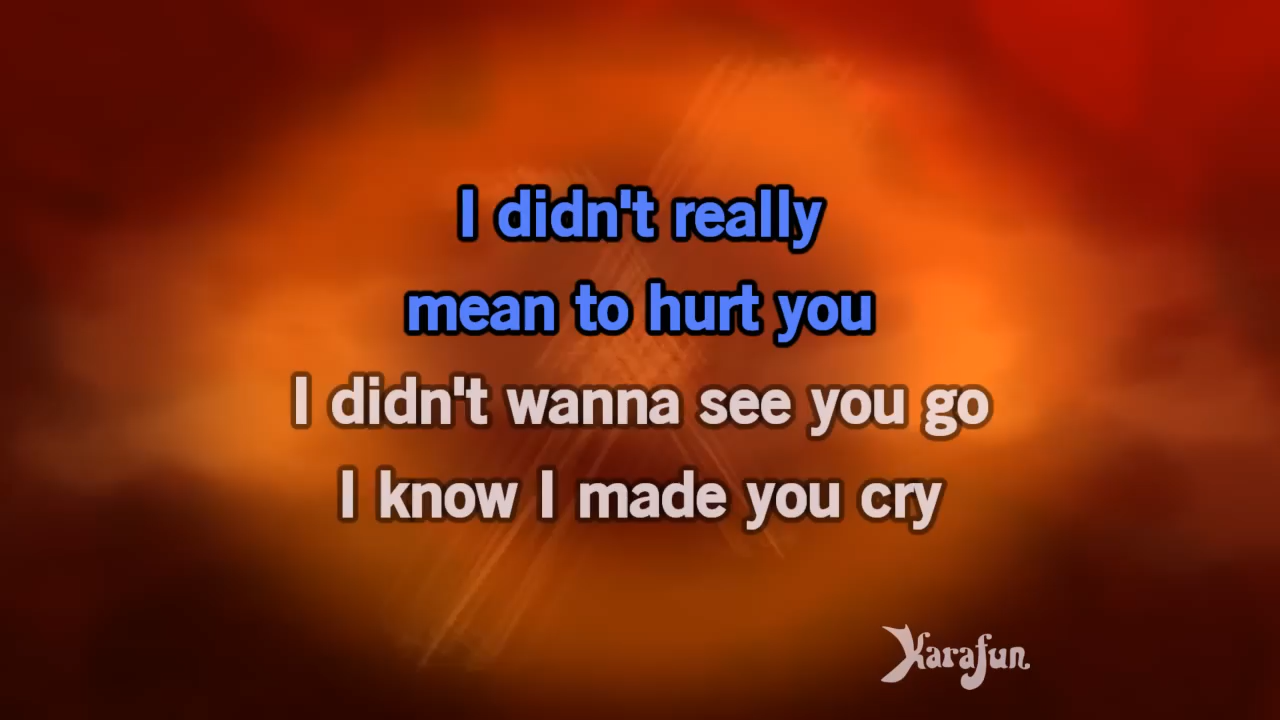 I didn't really
mean to hurt you
I didn't wanna see you go
I know I made you cry
Karafun